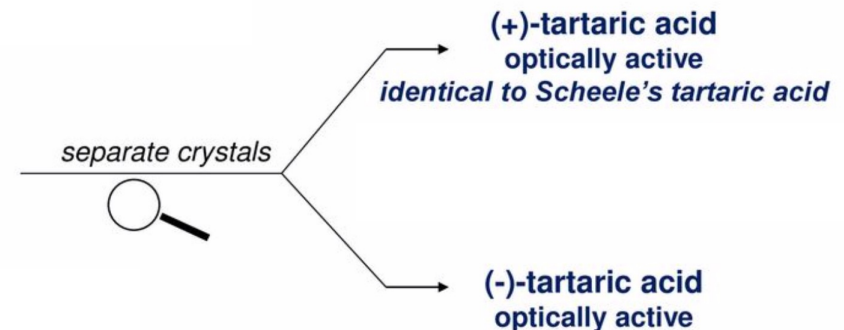 (+)-tartaric acid
optically active
identical to Scheele's tartaric acid
separate crystals
(-)-tartaric acid
optically active